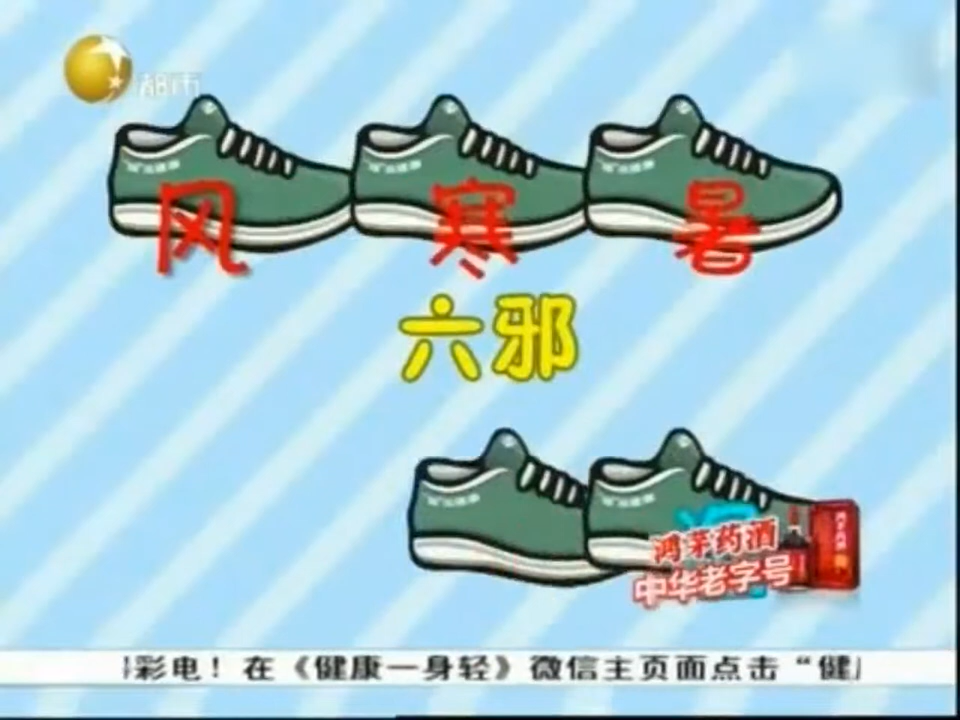 都市
风 寒 暑
六邪
鸿茅药酒
中华老字号
彩电！在《健康一身轻》微信主页面点击“健